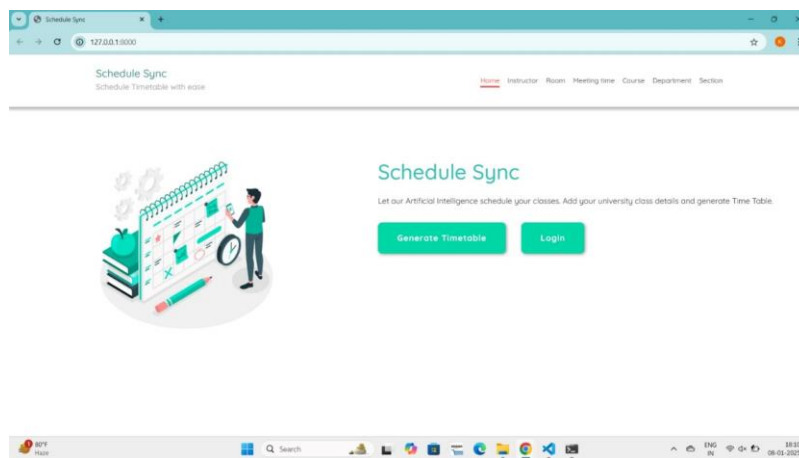 Schedule Sync
127.0.0.1:8000
Schedule Sync
Schedule Timetable with ease
Home Instructor Room Meeting time Course Department Section
Schedule Sync
Let our Artificial Intelligence schedule your classes. Add your university class details and generate Time Table.
Generate Timetable Login
80°F
Haze
Search
ENG
IN